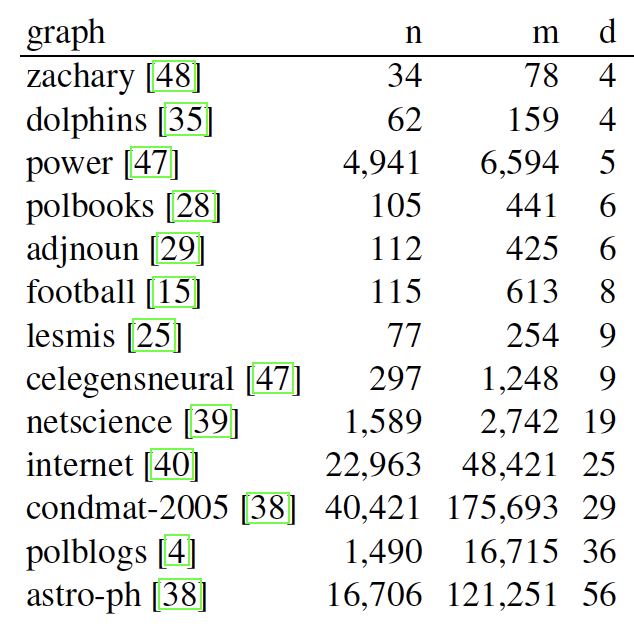 graph n m d
zachary [48] 34 78 4
dolphins [35] 62 159 4
power [47] 4,941 6,594 5
polbooks [28] 105 441 6
adjnoun [29] 112 425 6
football [15] 115 613 8
lesmis [25] 77 254 9
celegensneural [47] 297 1,248 9
netscience [39] 1,589 2,742 19
internet [40] 22,963 48,421 25
condmat-2005 [38] 40,421 175,693 29
polblogs [4] 1,490 16,715 36
astro-ph [38] 16,706 121,251 56